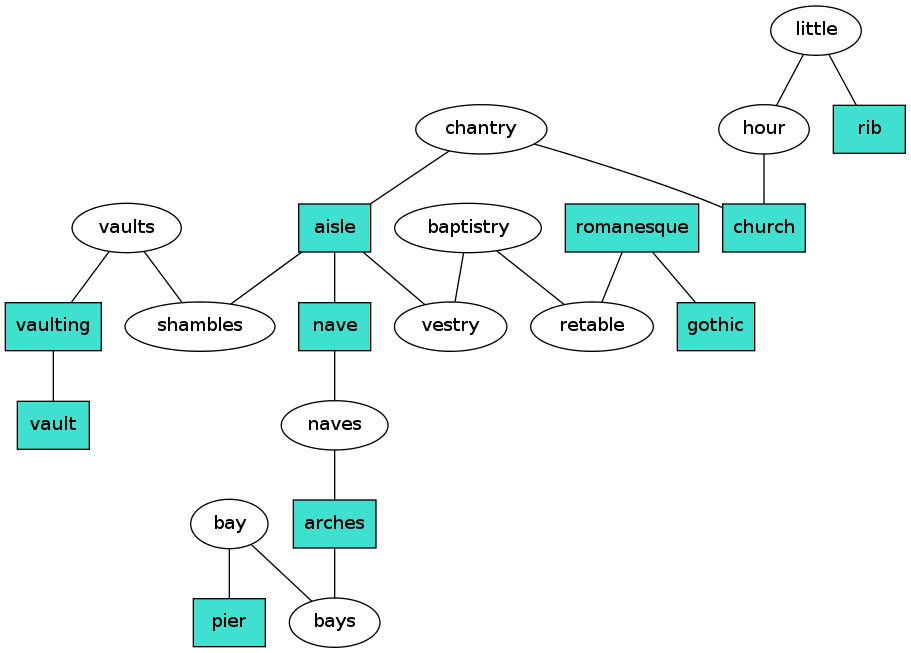 little
chantry
hour
rib
vaults
aisle
baptistry
romanesque
church
vaulting
shambles
nave
vestry
retable
gothic
vault
naves
bay
arches
pier
bays